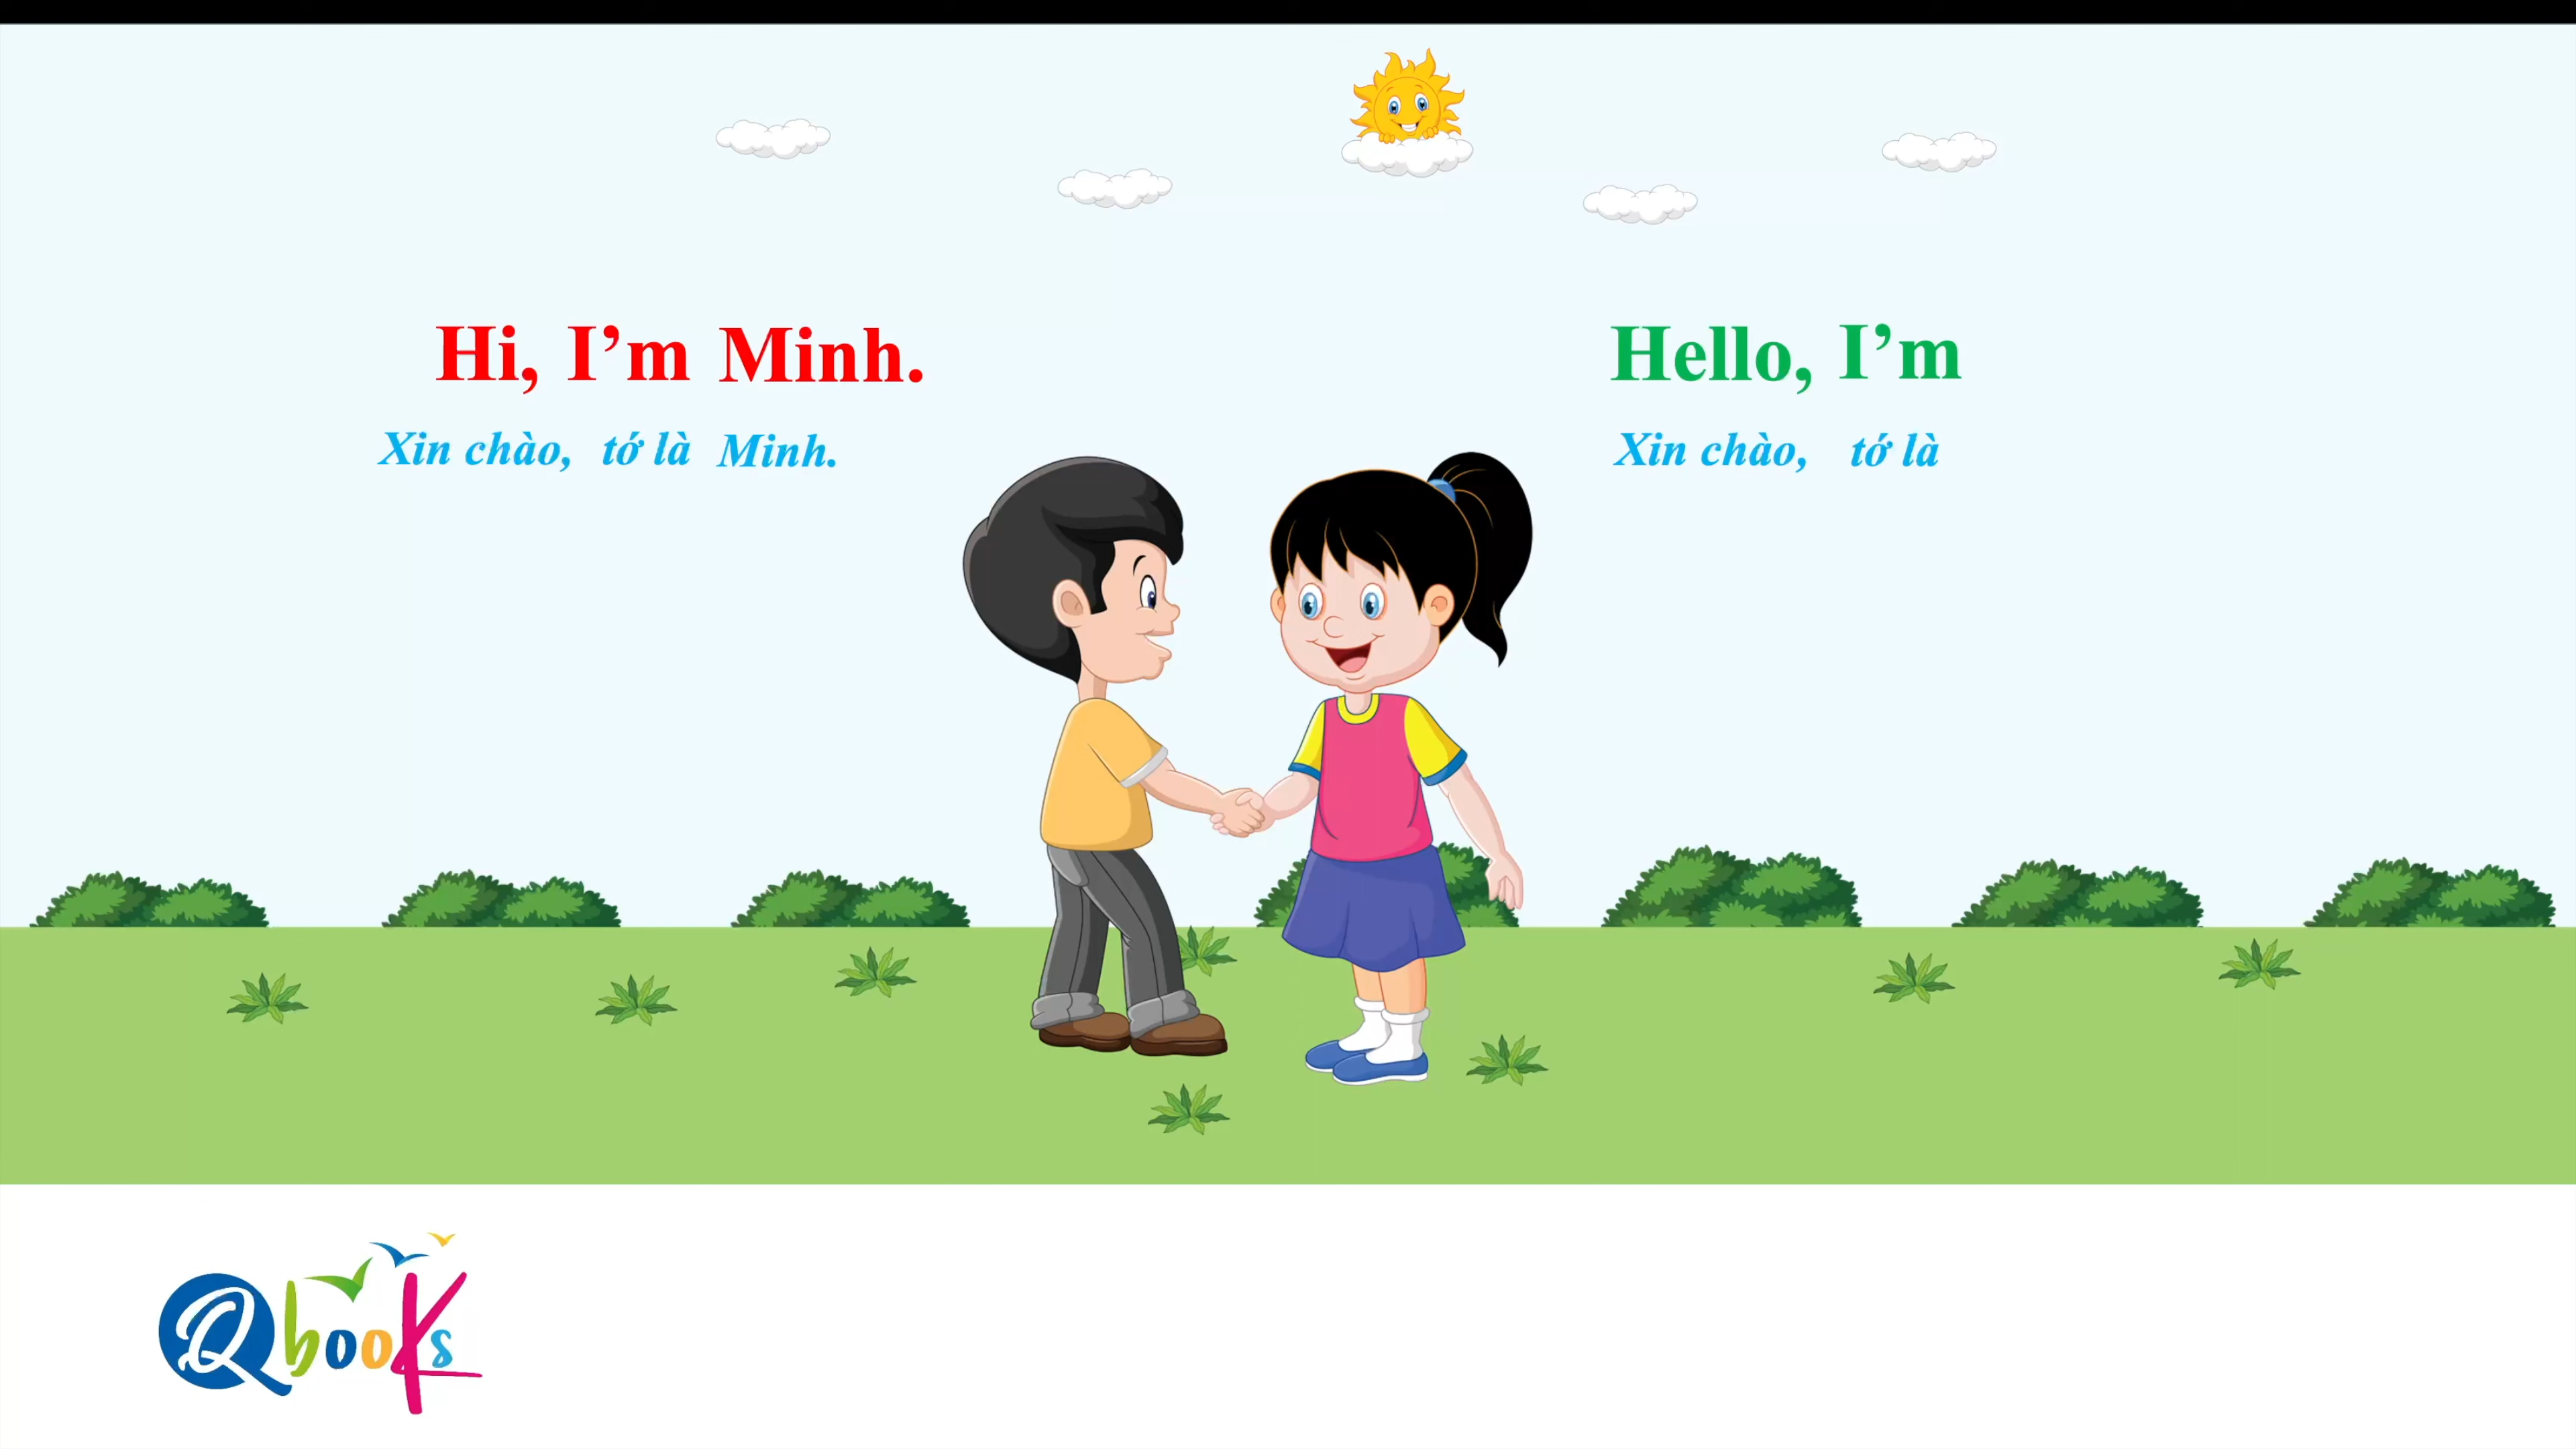 Hi, I’m Minh.
Xin chào, tớ là Minh.
Hello, I’m
Xin chào, tớ là
Qbooks